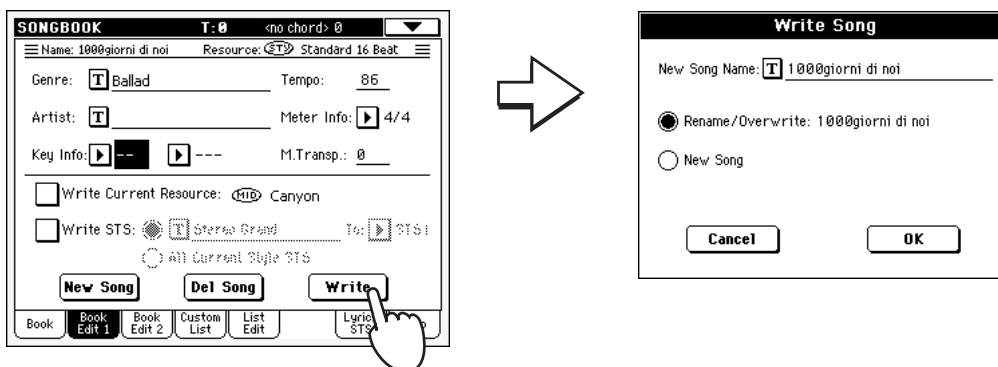 SONGBOOK T:0 <no chord> 0
Name: 1000giorni di noi Resource: STY Standard 16 Beat
Genre: T Ballad Tempo: 86
Artist: T Meter Info: 4/4
Key Info: -- --- M.Transp.: 0
Write Current Resource: MID Canyon
Write STS: T Stereo Grand To: STS1
All Current Style STS
New Song Del Song Write
Book Book Edit 1 Book Edit 2 Custom List List Edit Lyric STS
Write Song
New Song Name: T 1000giorni di noi
Rename/Overwrite: 1000giorni di noi
New Song
Cancel OK